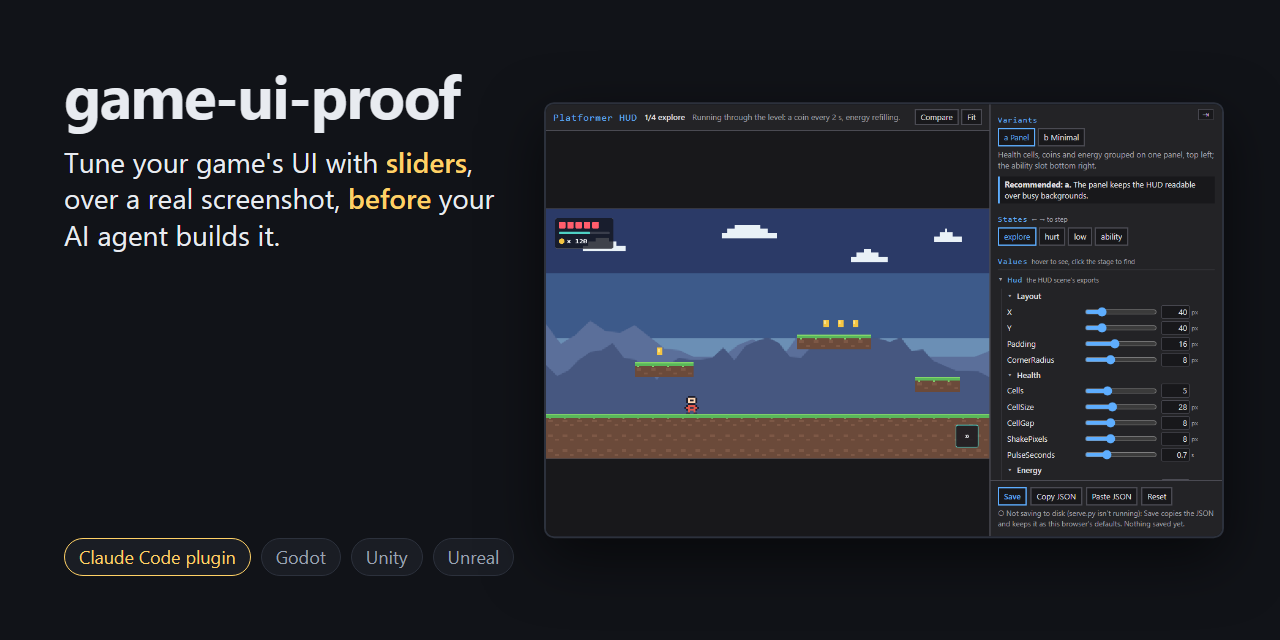 game-ui-proof
Tune your game's UI with sliders,
over a real screenshot, before your
AI agent builds it.
Claude Code plugin
Godot
Unity
Unreal
Platformer HUD 1/4 explore Running through the level: a coin every 2 s, energy refilling. Compare Fit
x 120
»
Variants
a Panel b Minimal
Health cells, coins and energy grouped on one panel, top left;
the ability slot bottom right.
Recommended: a. The panel keeps the HUD readable
over busy backgrounds.
States ←→ to step
explore hurt low ability
Values hover to see, click the stage to find
Hud the HUD scene's exports
Layout
X 40 px
Y 40 px
Padding 16 px
CornerRadius 8 px
Health
Cells 5
CellSize 28 px
CellGap 8 px
ShakePixels 8 px
PulseSeconds 0.7 s
Energy
Save Copy JSON Paste JSON Reset
Not saving to disk (serve.py isn't running): Save copies the JSON
and keeps it as this browser's defaults. Nothing saved yet.